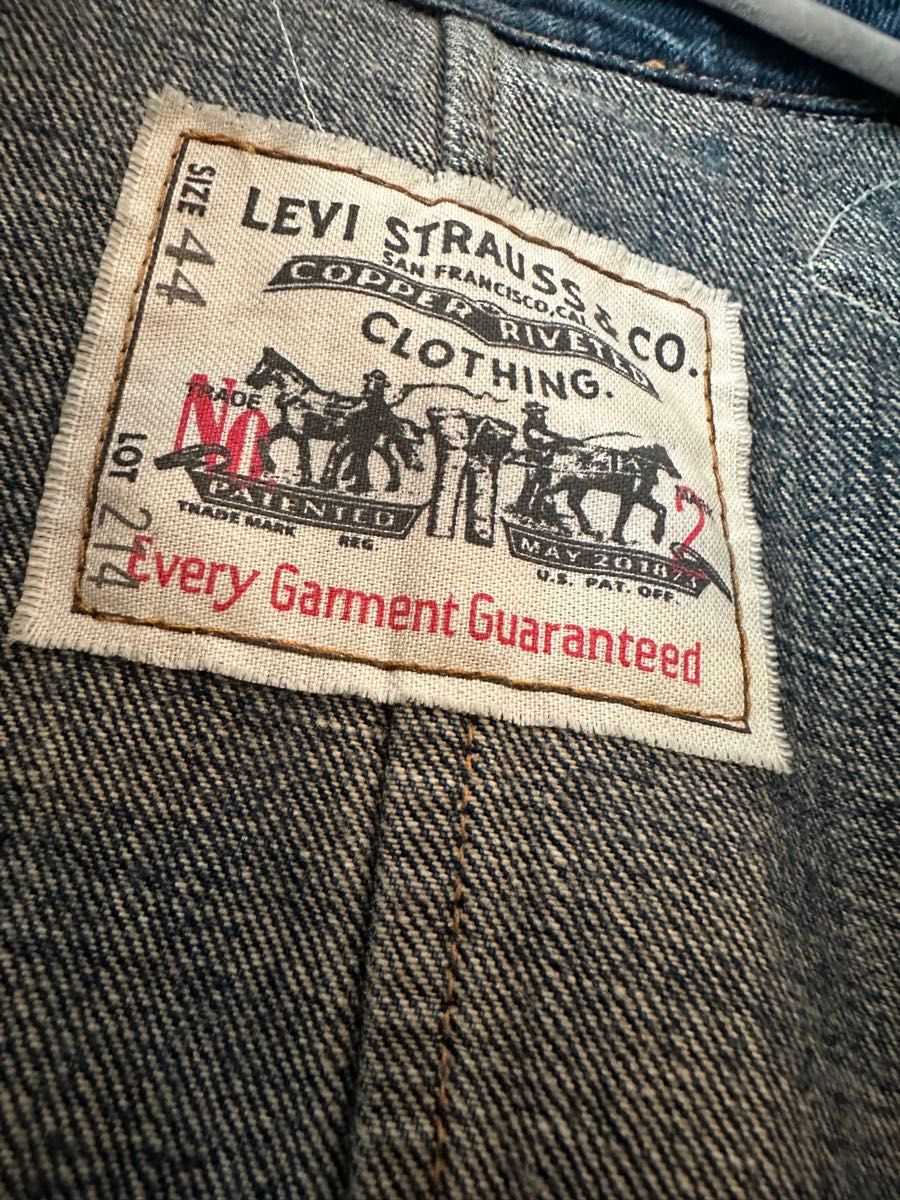 LEVI STRAUSS & CO.
SAN FRANCISCO, CAL
COPPER RIVETED
CLOTHING.
TRADE MARK
No. 2
PATENTED MAY 20 1873
TRADE MARK REG. U.S. PAT. OFF.
Every Garment Guaranteed
SIZE 44
LOT 214